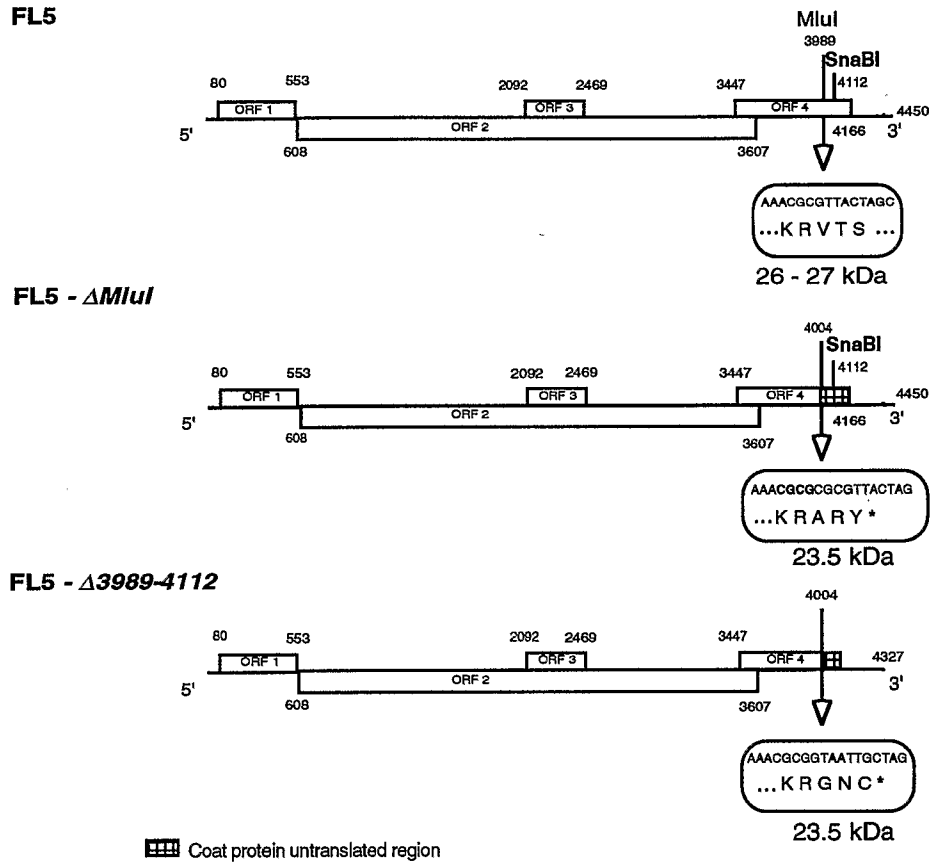 FL5
MluI
3989
SnaBI
80 553 2092 2469 3447 4112
ORF 1 ORF 3 ORF 4 4450
5' ORF 2 3'
608 3607 4166
AAACGCGTTACTAGC
...K R V T S ...
26 - 27 kDa
FL5 - ΔMluI
4004
SnaBI
80 553 2092 2469 3447 4112
ORF 1 ORF 3 ORF 4 4450
5' ORF 2 3'
608 3607 4166
AAACGCGCGCGTTACTAG
...K R A R Y *
23.5 kDa
FL5 - Δ3989-4112
4004
80 553 2092 2469 3447
ORF 1 ORF 3 ORF 4 4327
5' ORF 2 3'
608 3607
AAACGCGGTAATTGCTAG
...K R G N C *
23.5 kDa
Coat protein untranslated region